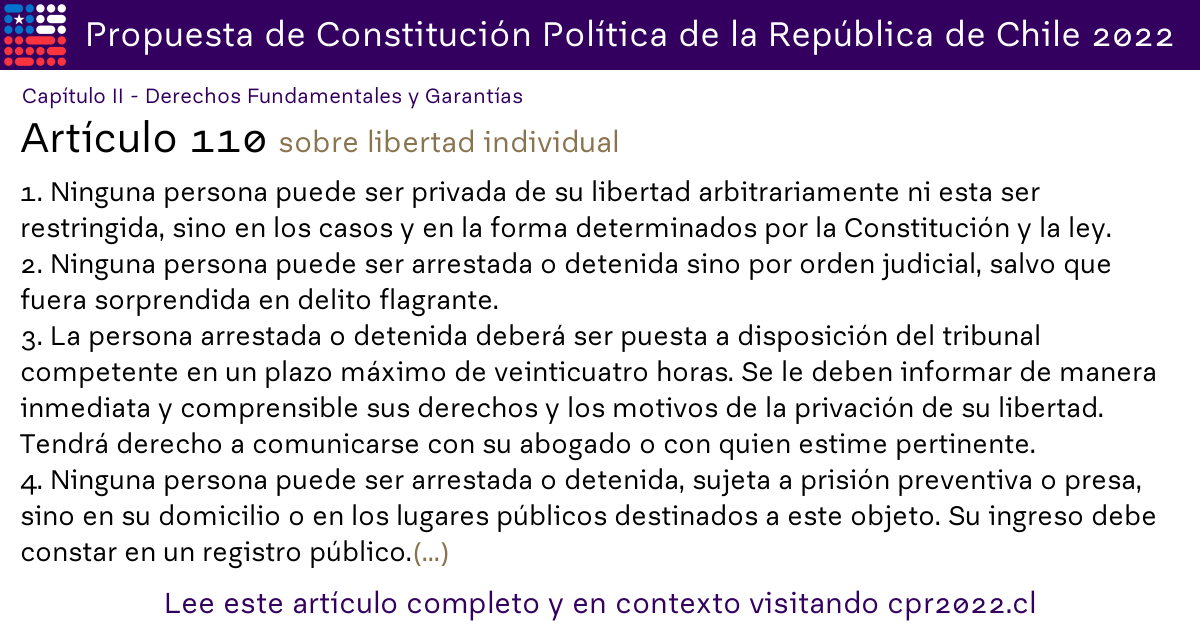 Propuesta de Constitución Política de la República de Chile 2022
Capítulo II - Derechos Fundamentales y Garantías
Artículo 110 sobre libertad individual
1. Ninguna persona puede ser privada de su libertad arbitrariamente ni esta ser
restringida, sino en los casos y en la forma determinados por la Constitución y la ley.
2. Ninguna persona puede ser arrestada o detenida sino por orden judicial, salvo que
fuera sorprendida en delito flagrante.
3. La persona arrestada o detenida deberá ser puesta a disposición del tribunal
competente en un plazo máximo de veinticuatro horas. Se le deben informar de manera
inmediata y comprensible sus derechos y los motivos de la privación de su libertad.
Tendrá derecho a comunicarse con su abogado o con quien estime pertinente.
4. Ninguna persona puede ser arrestada o detenida, sujeta a prisión preventiva o presa,
sino en su domicilio o en los lugares públicos destinados a este objeto. Su ingreso debe
constar en un registro público.(...)
Lee este artículo completo y en contexto visitando cpr2022.cl